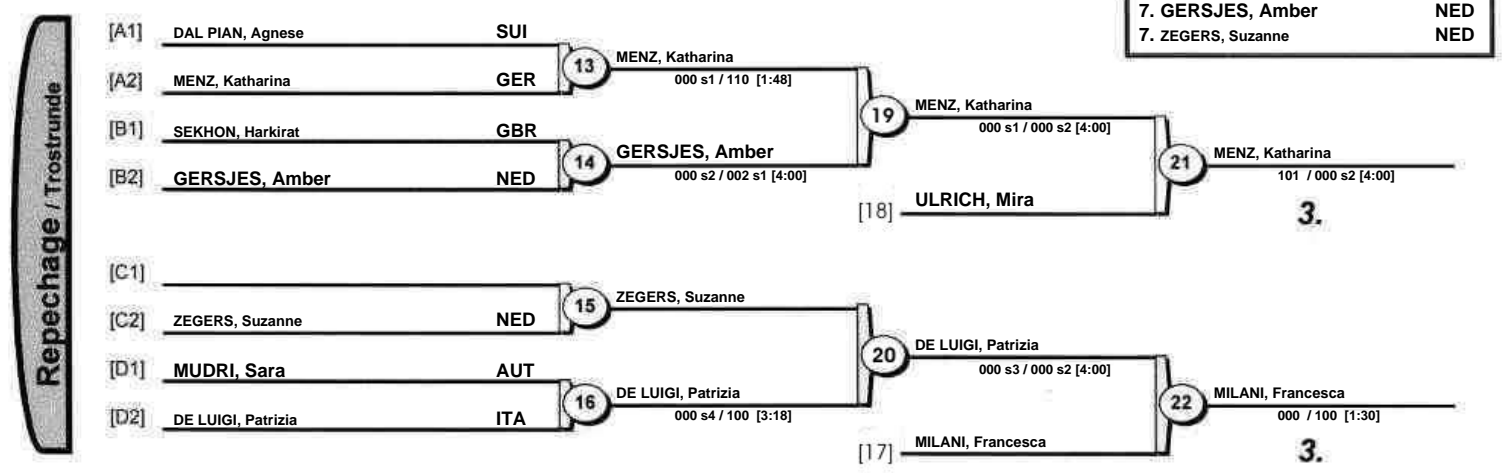 7. GERSJES, Amber NED
7. ZEGERS, Suzanne NED
Repechage / Trostrunde
[A1] DAL PIAN, Agnese SUI
13 MENZ, Katharina
000 s1 / 110 [1:48]
[A2] MENZ, Katharina GER
19 MENZ, Katharina
000 s1 / 000 s2 [4:00]
[B1] SEKHON, Harkirat GBR
14 GERSJES, Amber
000 s2 / 002 s1 [4:00]
21 MENZ, Katharina
101 / 000 s2 [4:00]
[B2] GERSJES, Amber NED
[18] ULRICH, Mira
3.
[C1]
15 ZEGERS, Suzanne
[C2] ZEGERS, Suzanne NED
20 DE LUIGI, Patrizia
000 s3 / 000 s2 [4:00]
[D1] MUDRI, Sara AUT
16 DE LUIGI, Patrizia
000 s4 / 100 [3:18]
22 MILANI, Francesca
000 / 100 [1:30]
[D2] DE LUIGI, Patrizia ITA
[17] MILANI, Francesca
3.